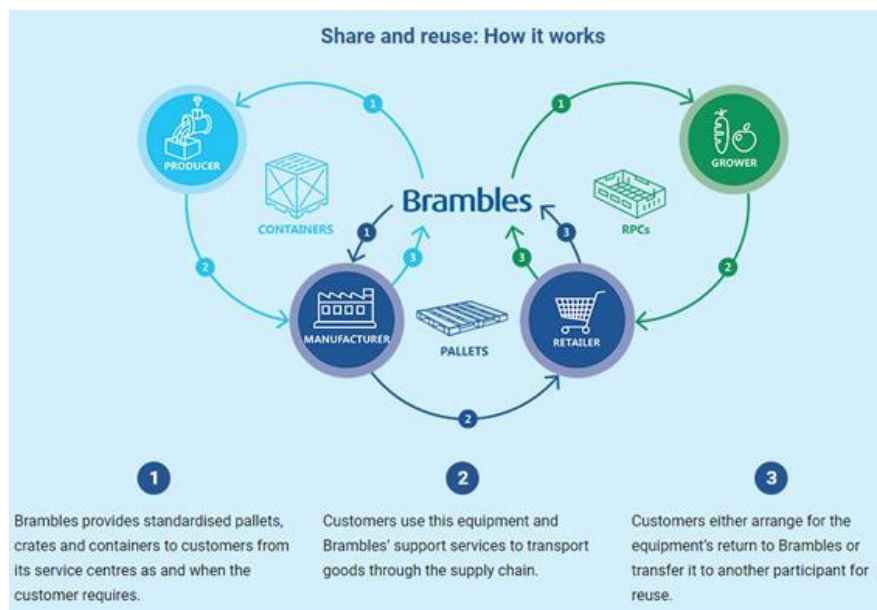 Share and reuse: How it works
1
1
PRODUCER
GROWER
CONTAINERS
Brambles
RPCs
1
3
2
3
3
2
MANUFACTURER
PALLETS
RETAILER
2
1
2
3
Brambles provides standardised pallets,
crates and containers to customers from
its service centres as and when the
customer requires.
Customers use this equipment and
Brambles' support services to transport
goods through the supply chain.
Customers either arrange for the
equipment's return to Brambles or
transfer it to another participant for
reuse.